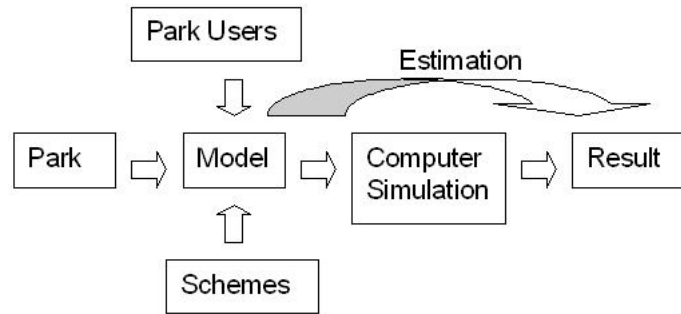 Park Users
Estimation
Park
Model
Computer
Simulation
Result
Schemes